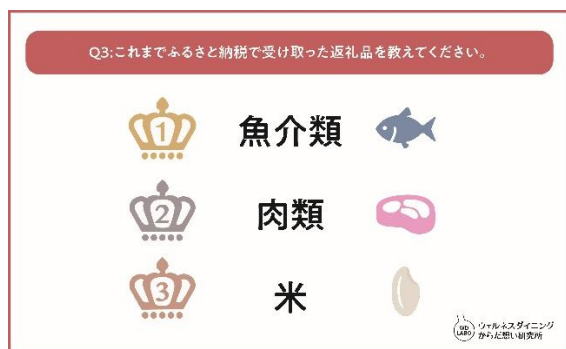 Q3:これまでふるさと納税で受け取った返礼品を教えてください。
1 魚介類
2 肉類
3 米
WD LABO ウェルネスダイニング
からだ想い研究所